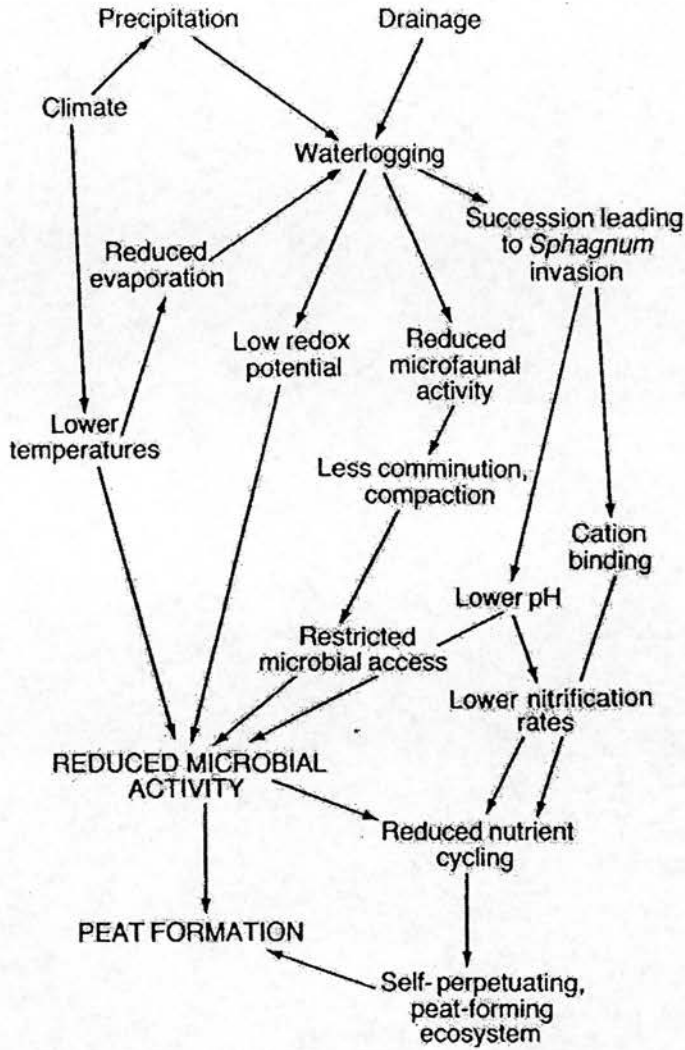 Precipitation
Drainage
Climate
Waterlogging
Succession leading
to Sphagnum
invasion
Reduced
evaporation
Low redox
potential
Reduced
microfaunal
activity
Lower
temperatures
Less comminution,
compaction
Cation
binding
Lower pH
Restricted
microbial access
Lower nitrification
rates
REDUCED MICROBIAL
ACTIVITY
Reduced nutrient
cycling
PEAT FORMATION
Self-perpetuating,
peat-forming
ecosystem